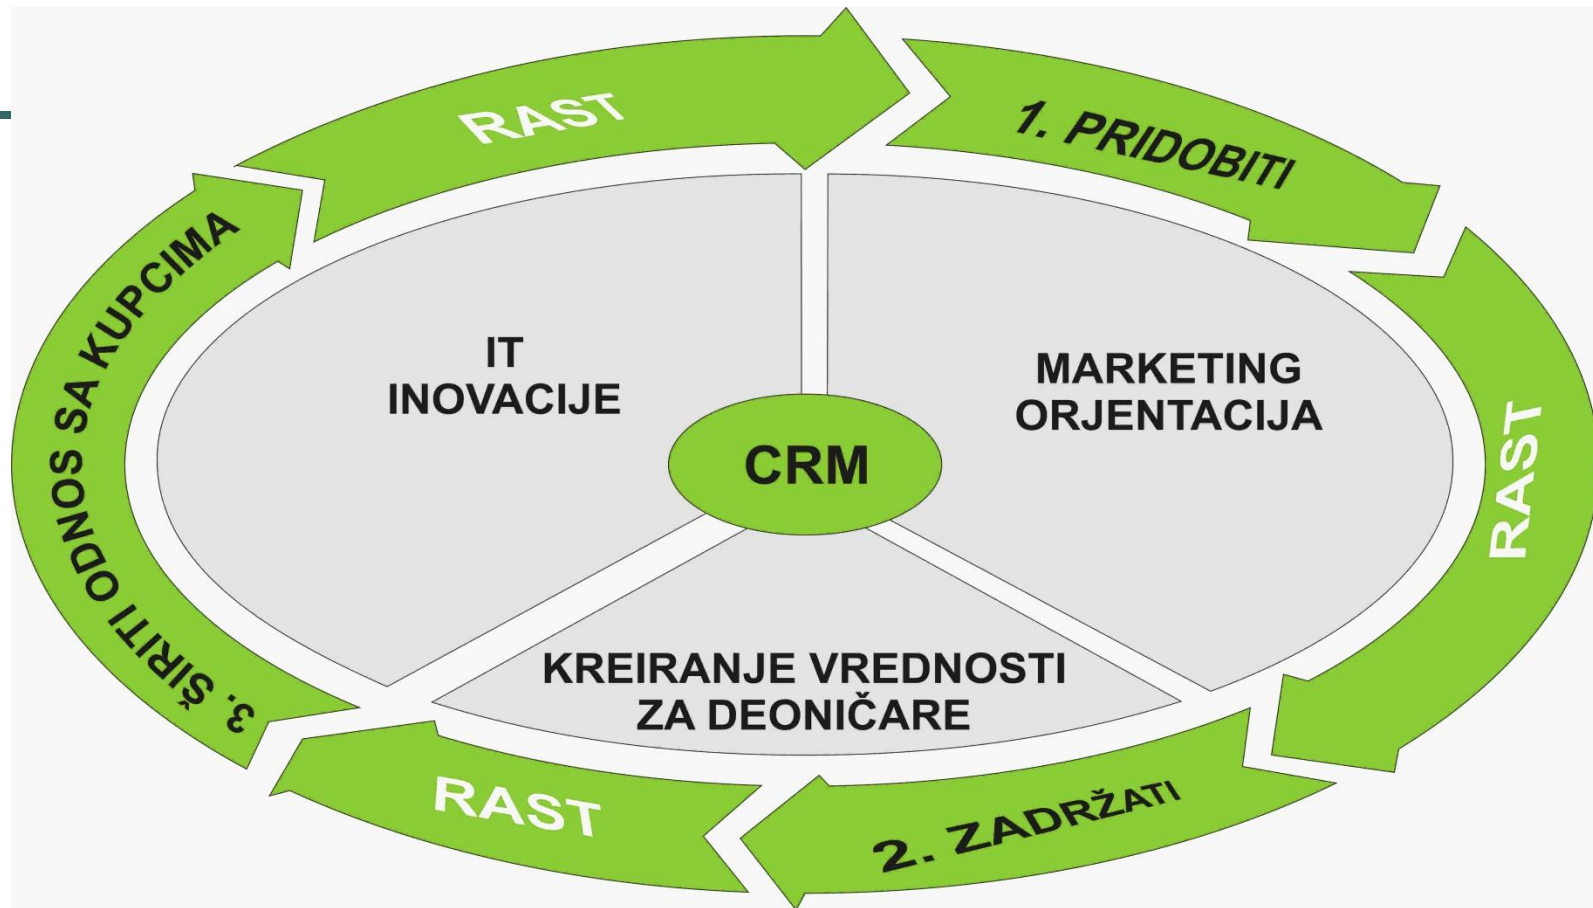 RAST
1. PRIDOBITI
RAST
2. ZADRŽATI
RAST
3. ŠIRITI ODNOS SA KUPCIMA
IT
INOVACIJE
MARKETING
ORJENTACIJA
CRM
KREIRANJE VREDNOSTI
ZA DEONIČARE